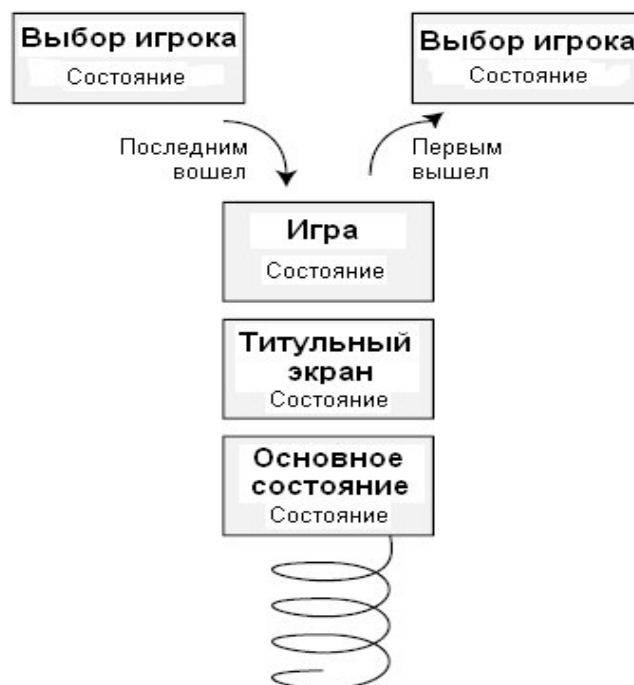 Выбор игрока
Состояние
Выбор игрока
Состояние
Последним
вошел
Первым
вышел
Игра
Состояние
Титульный
экран
Состояние
Основное
состояние
Состояние